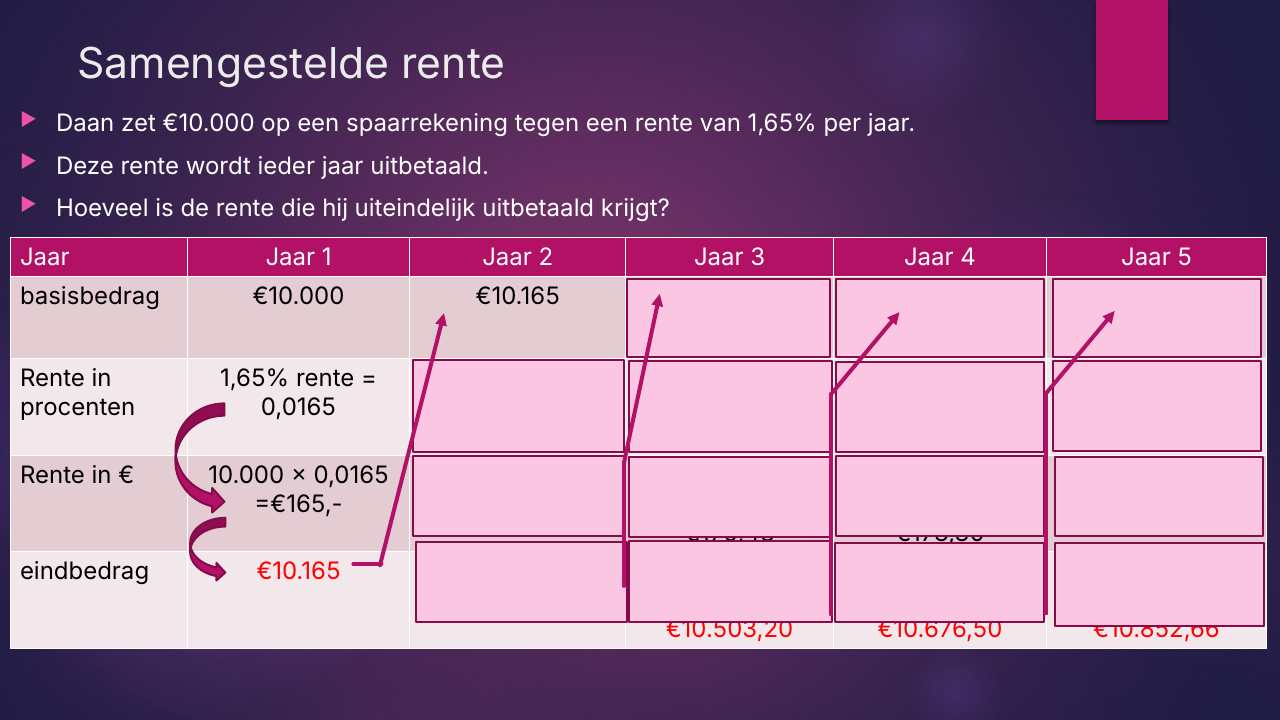 Samengestelde rente
Daan zet €10.000 op een spaarrekening tegen een rente van 1,65% per jaar.
Deze rente wordt ieder jaar uitbetaald.
Hoeveel is de rente die hij uiteindelijk uitbetaald krijgt?
Jaar Jaar 1 Jaar 2 Jaar 3 Jaar 4 Jaar 5
basisbedrag €10.000 €10.165
Rente in procenten 1,65% rente =
0,0165
Rente in € 10.000 × 0,0165
=€165,-
eindbedrag €10.165
€10.503,20 €10.676,50 €10.852,66